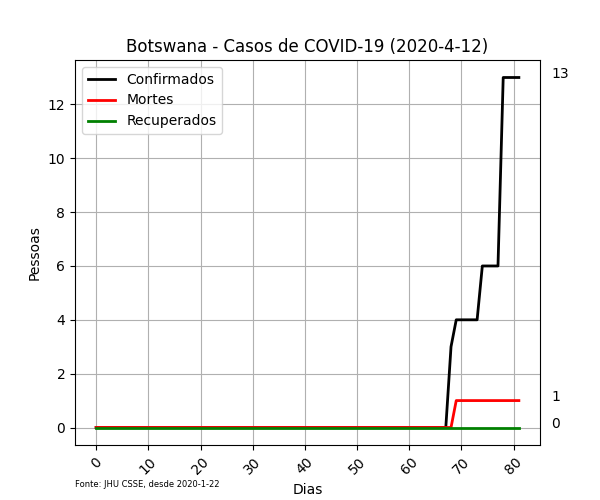 Botswana - Casos de COVID-19 (2020-4-12)
Confirmados
Mortes
Recuperados
13
12
10
8
6
4
2
0
1
0
Pessoas
0 10 20 30 40 50 60 70 80
Dias
Fonte: JHU CSSE, desde 2020-1-22